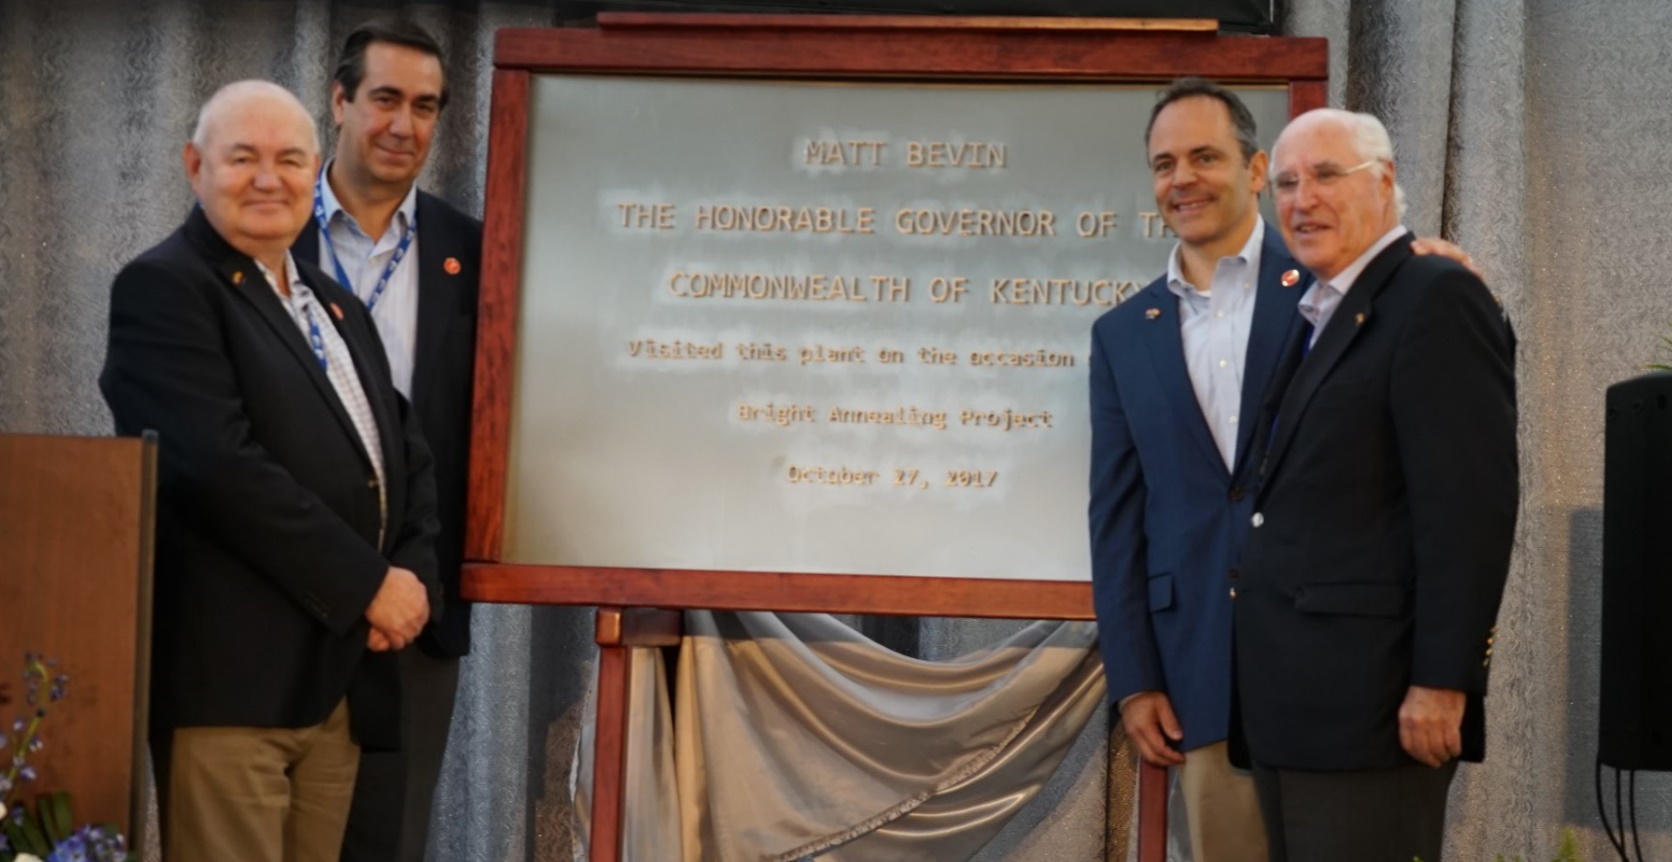 MATT BEVIN
THE HONORABLE GOVERNOR OF
COMMONWEALTH OF KENTUCKY
Visited this plant on the occasion
Bright Annealing Project
October 27, 2017